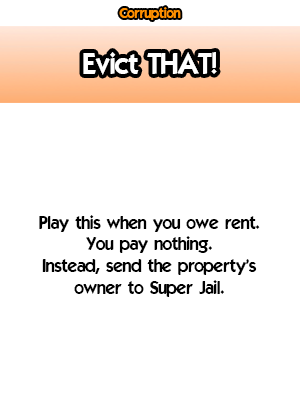 Corruption
Evict THAT!
Play this when you owe rent.
You pay nothing.
Instead, send the property's
owner to Super Jail.